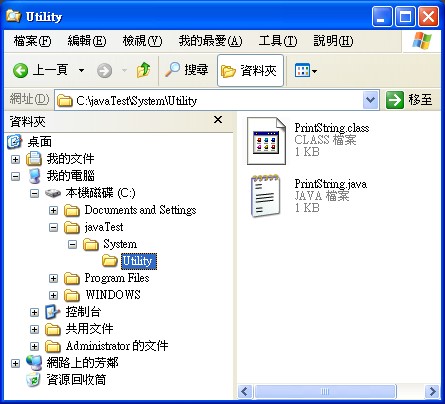 Utility
檔案(F) 編輯(E) 檢視(V) 我的最愛(A) 工具(T) 說明(H)
上一頁 搜尋 資料夾
網址(D) C:\javaTest\System\Utility 移至
資料夾
桌面
我的文件
我的電腦
本機磁碟 (C:)
Documents and Settings
javaTest
System
Utility
Program Files
WINDOWS
控制台
共用文件
Administrator 的文件
網路上的芳鄰
資源回收筒
PrintString.class
CLASS 檔案
1 KB
PrintString.java
JAVA 檔案
1 KB